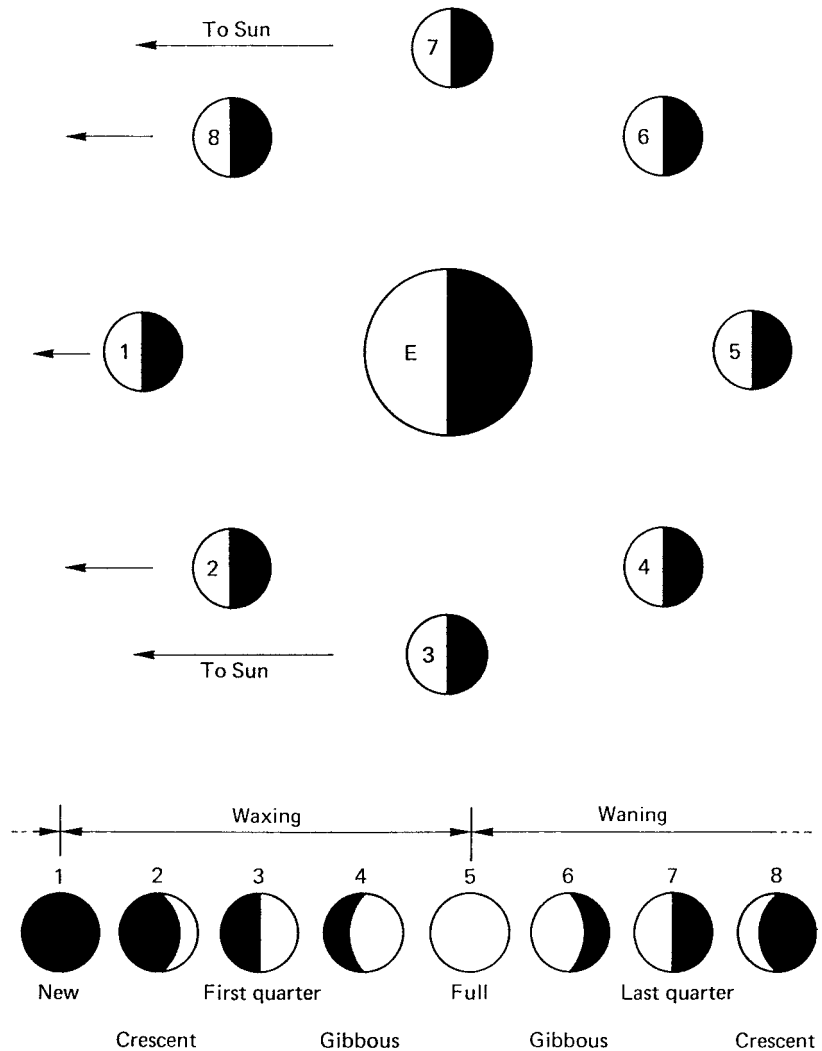 To Sun
7
8
6
1
E
5
2
4
3
To Sun
Waxing
Waning
1 2 3 4 5 6 7 8
New First quarter Full Last quarter
Crescent Gibbous Gibbous Crescent